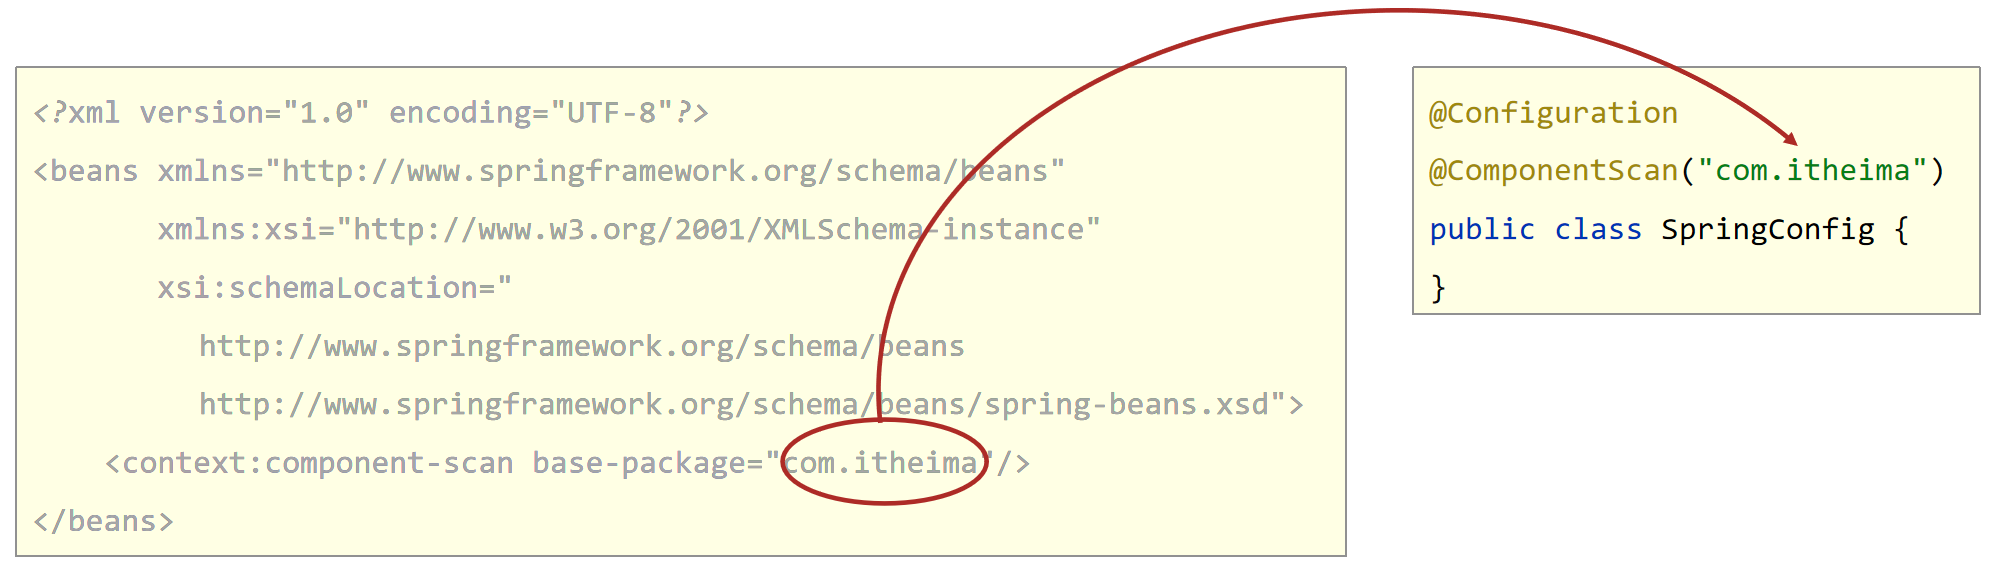 <?xml version="1.0" encoding="UTF-8"?>
<beans xmlns="http://www.springframework.org/schema/beans"
xmlns:xsi="http://www.w3.org/2001/XMLSchema-instance"
xsi:schemaLocation="
http://www.springframework.org/schema/beans
http://www.springframework.org/schema/beans/spring-beans.xsd">
<context:component-scan base-package="com.itheima"/>
</beans>
@Configuration
@ComponentScan("com.itheima")
public class SpringConfig {
}